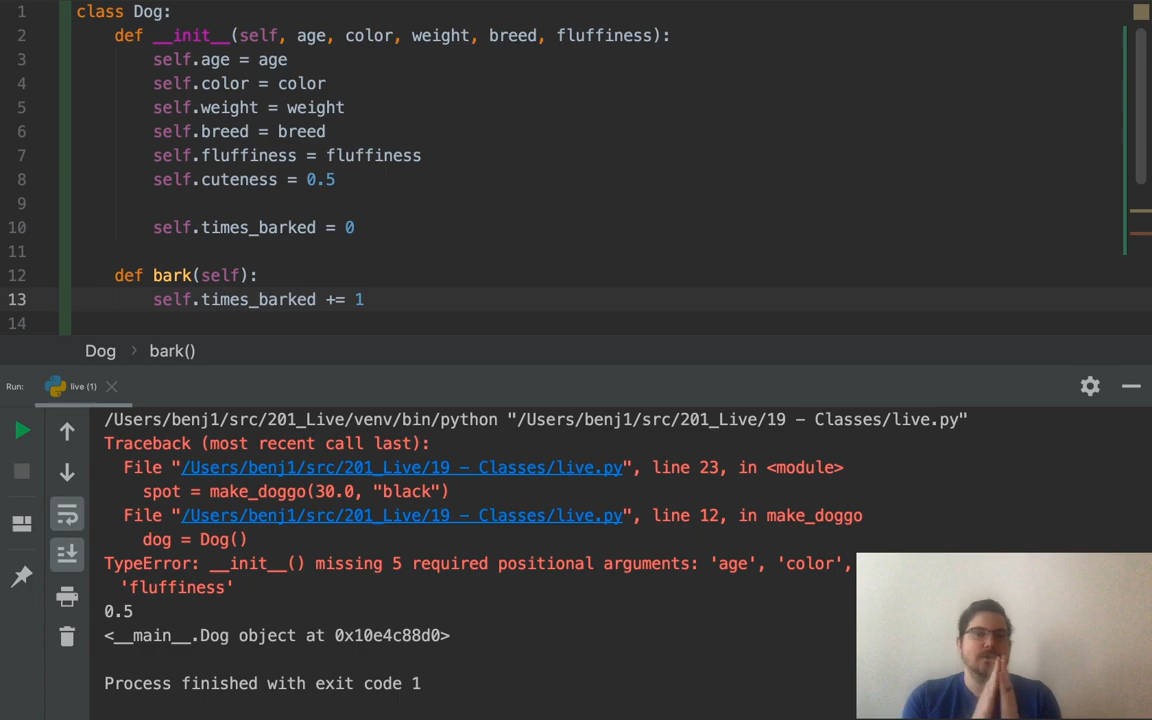 1 class Dog:
2 def __init__(self, age, color, weight, breed, fluffiness):
3 self.age = age
4 self.color = color
5 self.weight = weight
6 self.breed = breed
7 self.fluffiness = fluffiness
8 self.cuteness = 0.5
9
10 self.times_barked = 0
11
12 def bark(self):
13 self.times_barked += 1
14
Dog › bark()
Run: live (1)
/Users/benj1/src/201_Live/venv/bin/python "/Users/benj1/src/201_Live/19 - Classes/live.py"
Traceback (most recent call last):
File "/Users/benj1/src/201_Live/19 - Classes/live.py", line 23, in <module>
spot = make_doggo(30.0, "black")
File "/Users/benj1/src/201_Live/19 - Classes/live.py", line 12, in make_doggo
dog = Dog()
TypeError: __init__() missing 5 required positional arguments: 'age', 'color',
'fluffiness'
0.5
<__main__.Dog object at 0x10e4c88d0>
Process finished with exit code 1